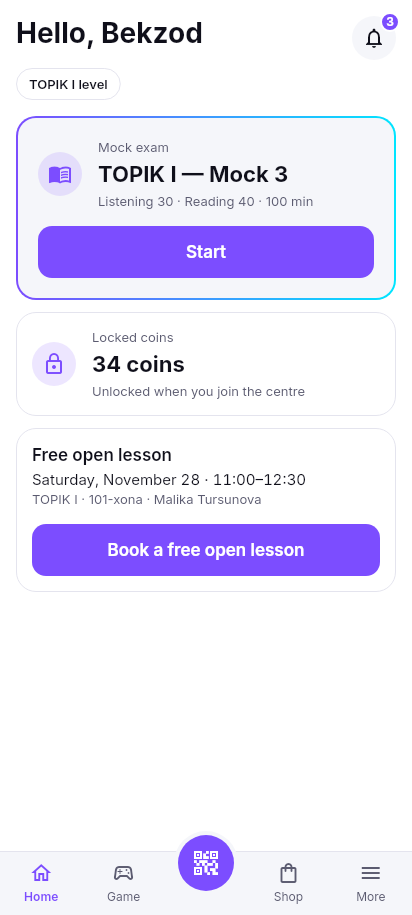 Hello, Bekzod
3
TOPIK I level
Mock exam
TOPIK I — Mock 3
Listening 30 · Reading 40 · 100 min
Start
Locked coins
34 coins
Unlocked when you join the centre
Free open lesson
Saturday, November 28 · 11:00–12:30
TOPIK I · 101-xona · Malika Tursunova
Book a free open lesson
Home
Game
Shop
More